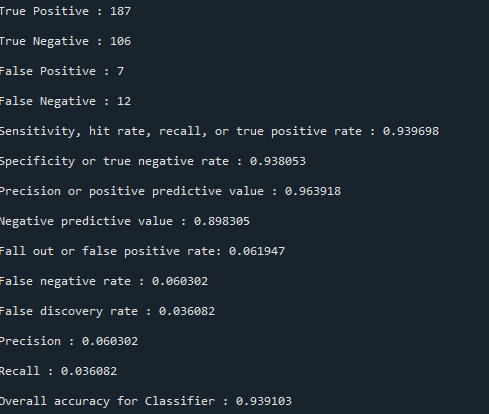 True Positive : 187
True Negative : 106
False Positive : 7
False Negative : 12
Sensitivity, hit rate, recall, or true positive rate : 0.939698
Specificity or true negative rate : 0.938053
Precision or positive predictive value : 0.963918
Negative predictive value : 0.898305
Fall out or false positive rate: 0.061947
False negative rate : 0.060302
False discovery rate : 0.036082
Precision : 0.060302
Recall : 0.036082
Overall accuracy for Classifier : 0.939103